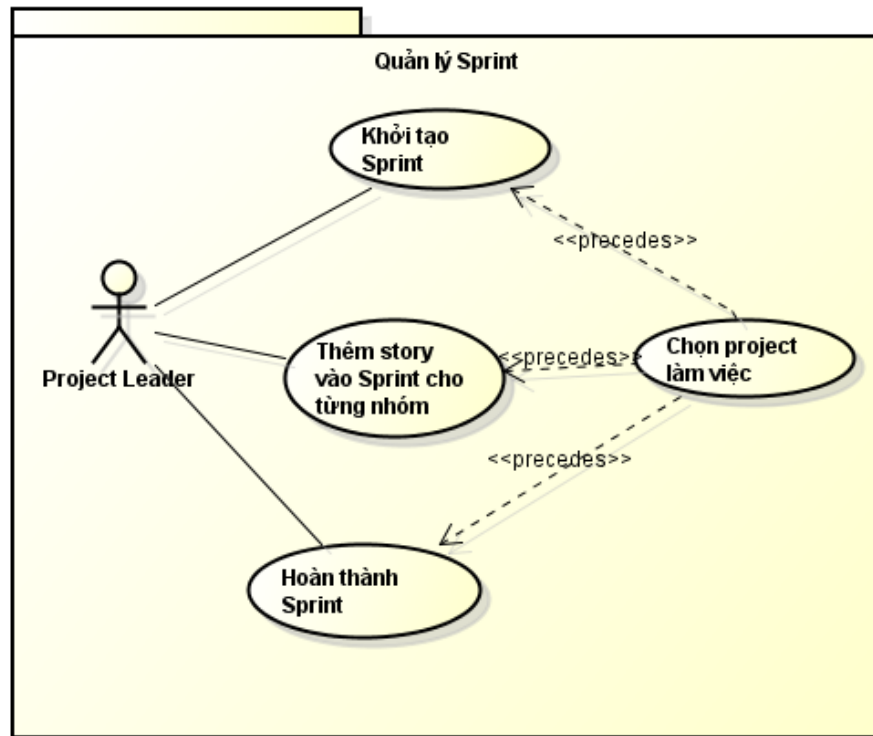 Quản lý Sprint
Khởi tạo
Sprint
<<precedes>>
Project Leader
Thêm story
vào Sprint cho
từng nhóm
<<precedes>>
Chọn project
làm việc
<<precedes>>
Hoàn thành
Sprint